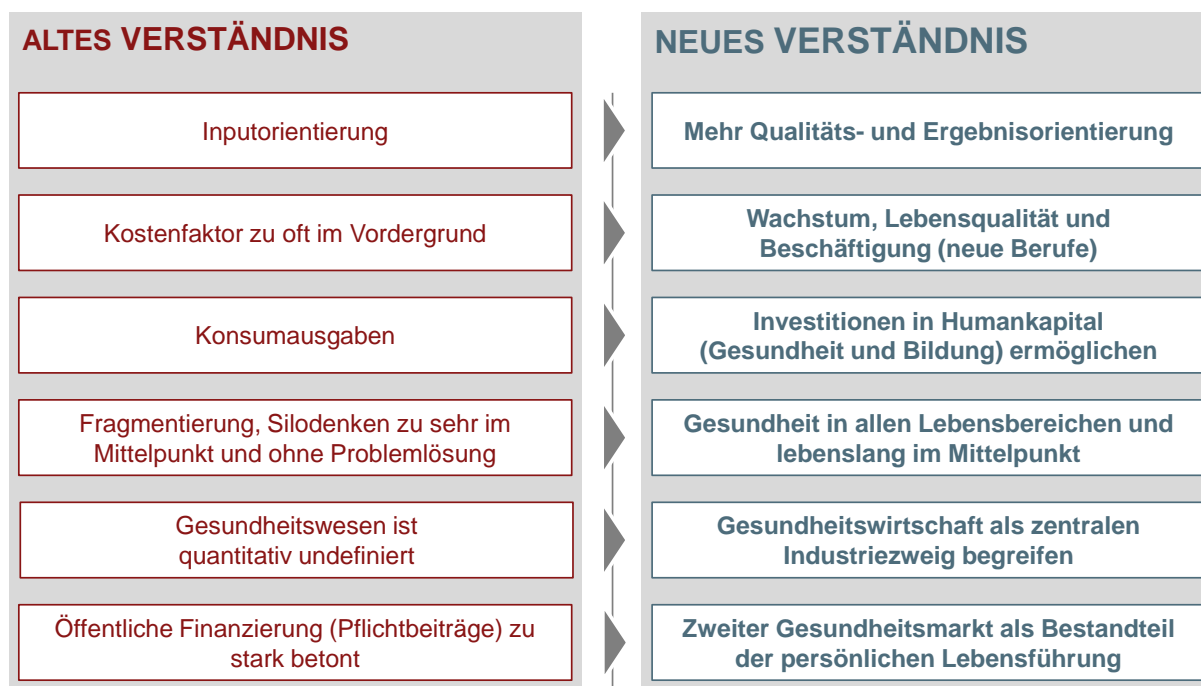 ALTES VERSTÄNDNIS
NEUES VERSTÄNDNIS
Inputorientierung
Mehr Qualitäts- und Ergebnisorientierung
Kostenfaktor zu oft im Vordergrund
Wachstum, Lebensqualität und
Beschäftigung (neue Berufe)
Konsumausgaben
Investitionen in Humankapital
(Gesundheit und Bildung) ermöglichen
Fragmentierung, Silodenken zu sehr im
Mittelpunkt und ohne Problemlösung
Gesundheit in allen Lebensbereichen und
lebenslang im Mittelpunkt
Gesundheitswesen ist
quantitativ undefiniert
Gesundheitswirtschaft als zentralen
Industriezweig begreifen
Öffentliche Finanzierung (Pflichtbeiträge) zu
stark betont
Zweiter Gesundheitsmarkt als Bestandteil
der persönlichen Lebensführung